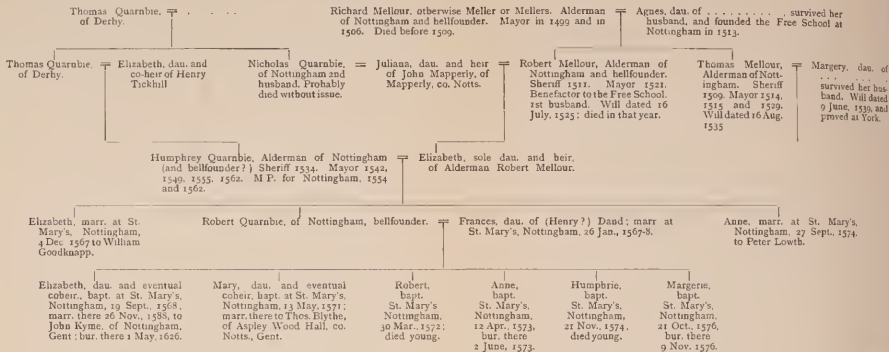 Thomas Quarnbie,
of Derby.
Richard Mellour, otherwise Meller or Mellers. Alderman
of Nottingham and bellfounder. Mayor in 1499 and in
1506. Died before 1509.
Agnes, dau. of . . . . . . . . . , survived her
husband, and founded the Free School at
Nottingham in 1513.
Thomas Quarnbie,
of Derby.
Elizabeth, dau. and
co-heir of Henry
Tickhill
Nicholas Quarnbie,
of Nottingham 2nd
husband. Probably
died without issue.
Juliana, dau. and heir
of John Mapperly, of
Mapperly, co. Notts.
Robert Mellour, Alderman of
Nottingham and bellfounder.
Sheriff 1511. Mayor 1521.
Benefactor to the Free School.
1st husband. Will dated 16
July, 1525; died in that year.
Thomas Mellour,
Alderman of Nott-
ingham. Sheriff
1509. Mayor 1514,
1515 and 1529.
Will dated 16 Aug.
1535
Margery, dau. of
. . . . . . .
survived her hus-
band. Will dated
9 June, 1539, and
proved at York.
Humphrey Quarnbie, Alderman of Nottingham
(and bellfounder?) Sheriff 1534. Mayor 1542,
1549, 1555, 1562. M P. for Nottingham, 1554
and 1562.
Elizabeth, sole dau. and heir,
of Alderman Robert Mellour.
Elizabeth, marr. at St.
Mary's, Nottingham,
4 Dec 1567 to William
Goodknapp.
Robert Quarnbie, of Nottingham, bellfounder.
Frances, dau. of (Henry?) Dand; marr at
St. Mary's, Nottingham, 26 Jan., 1567-8.
Anne, marr. at St. Mary's,
Nottingham, 27 Sept., 1574.
to Peter Lowth.
Elizabeth, dau. and eventual
coheir, bapt. at St. Mary's,
Nottingham, 19 Sept., 1568,
marr. there 26 Nov., 1588, to
John Kyme, of Nottingham,
Gent; bur. there 1 May, 1626.
Mary, dau. and eventual
coheir, bapt. at St. Mary's,
Nottingham, 13 May, 1571;
marr. there to Thos. Blythe,
of Aspley Wood Hall, co.
Notts., Gent.
Robert,
bapt.
St. Mary's
Nottingham,
30 Mar., 1572;
died young.
Anne,
bapt.
St. Mary's,
Nottingham,
12 Apr., 1573,
bur. there
2 June, 1573.
Humphrie,
bapt.
St. Mary's,
Nottingham,
21 Nov., 1574,
died young.
Margerie,
bapt.
St. Mary's,
Nottingham,
21 Oct., 1576,
bur. there
9 Nov. 1576.